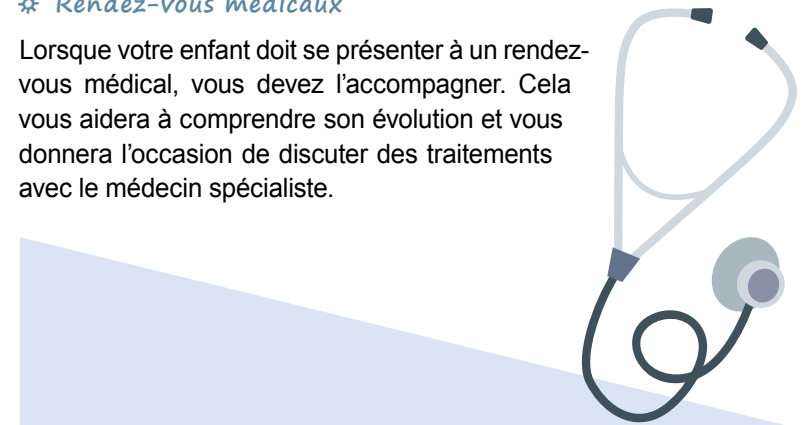 Rendez-vous médicaux
Lorsque votre enfant doit se présenter à un rendez-
vous médical, vous devez l’accompagner. Cela
vous aidera à comprendre son évolution et vous
donnera l’occasion de discuter des traitements
avec le médecin spécialiste.